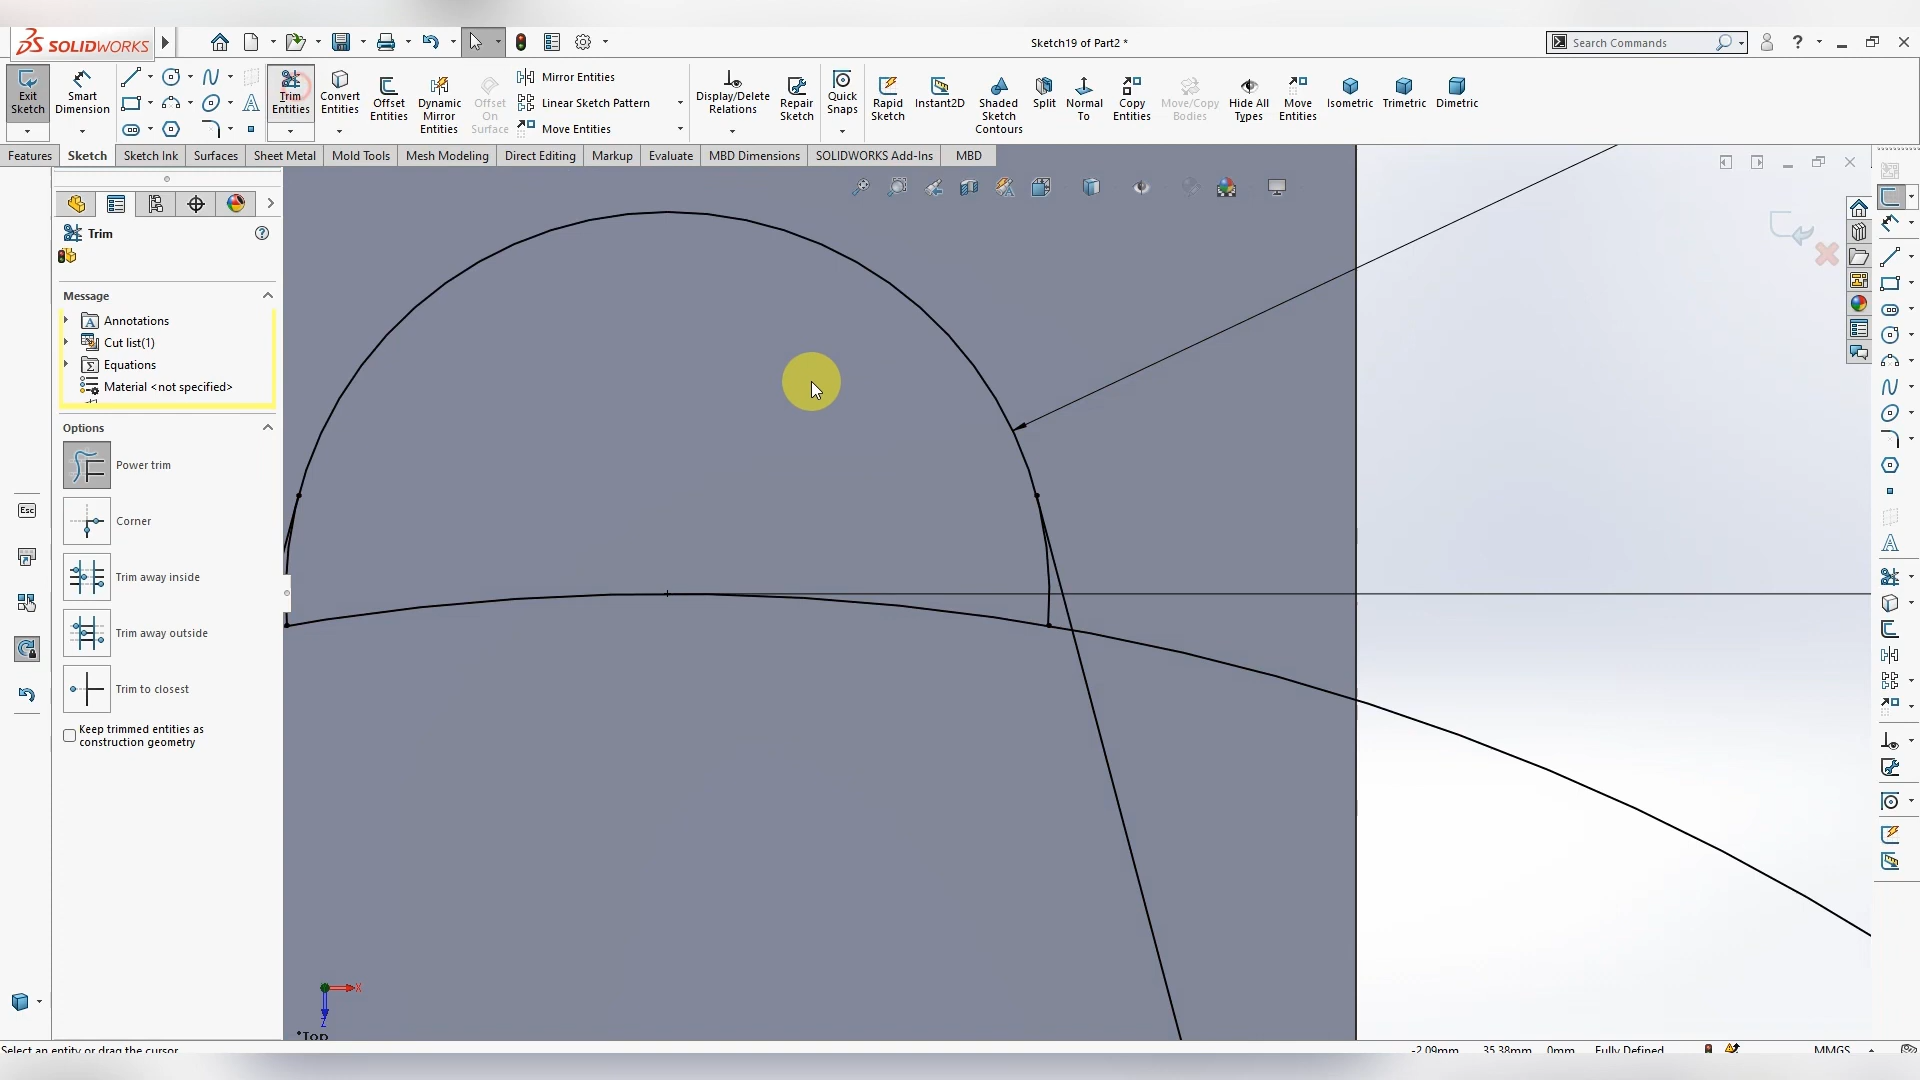 SOLIDWORKS
Sketch19 of Part2 *
Search Commands
?
Exit Sketch
Smart Dimension
Trim Entities
Convert Entities
Offset Entities
Dynamic Mirror Entities
Offset On Surface
Mirror Entities
Linear Sketch Pattern
Move Entities
Display/Delete Relations
Repair Sketch
Quick Snaps
Rapid Sketch
Instant2D
Shaded Sketch Contours
Split
Normal To
Copy Entities
Move/Copy Bodies
Hide All Types
Move Entities
Isometric
Trimetric
Dimetric
Features
Sketch
Sketch Ink
Surfaces
Sheet Metal
Mold Tools
Mesh Modeling
Direct Editing
Markup
Evaluate
MBD Dimensions
SOLIDWORKS Add-Ins
MBD
Trim
Message
Annotations
Cut list(1)
Equations
Material <not specified>
Options
Power trim
Corner
Trim away inside
Trim away outside
Trim to closest
Keep trimmed entities as
construction geometry
Esc
X
Z
*Top
Select an entity or drag the cursor
-2.09mm 35.38mm 0mm Fully Defined MMGS